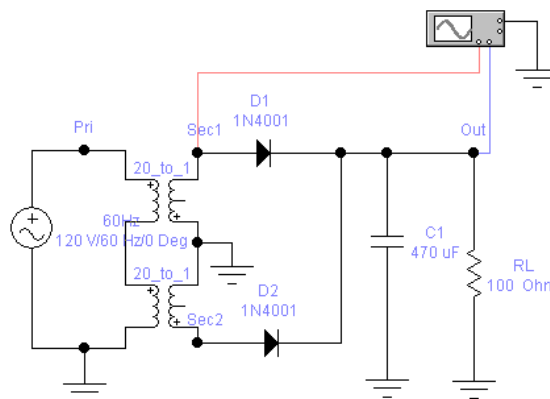 D1
1N4001
Pri
Sec1
Out
20_to_1
60Hz
120 V/60 Hz/0 Deg
C1
470 uF
20_to_1
D2
1N4001
RL
100 Ohm
Sec2